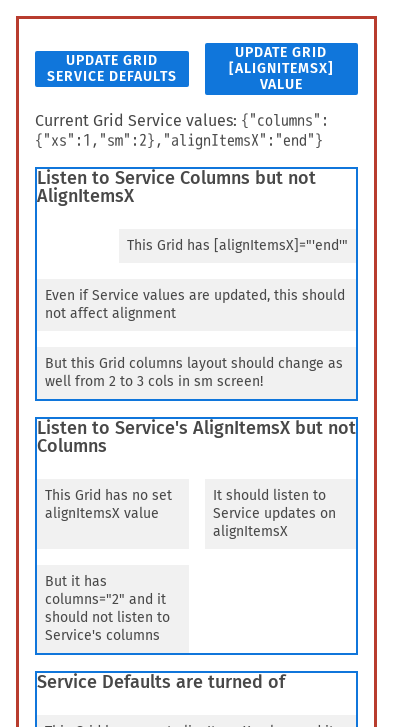 UPDATE GRID
SERVICE DEFAULTS
UPDATE GRID
[ALIGNITEMSX]
VALUE
Current Grid Service values: {"columns":
{"xs":1,"sm":2},"alignItemsX":"end"}
Listen to Service Columns but not
AlignItemsX
This Grid has [alignItemsX]="'end'"
Even if Service values are updated, this should
not affect alignment
But this Grid columns layout should change as
well from 2 to 3 cols in sm screen!
Listen to Service's AlignItemsX but not
Columns
This Grid has no set
alignItemsX value
It should listen to
Service updates on
alignItemsX
But it has
columns="2" and it
should not listen to
Service's columns
Service Defaults are turned of